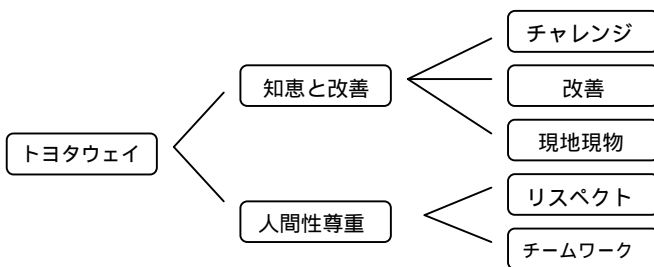 チャレンジ
知恵と改善
改善
現地現物
トヨタウェイ
リスペクト
人間性尊重
チームワーク